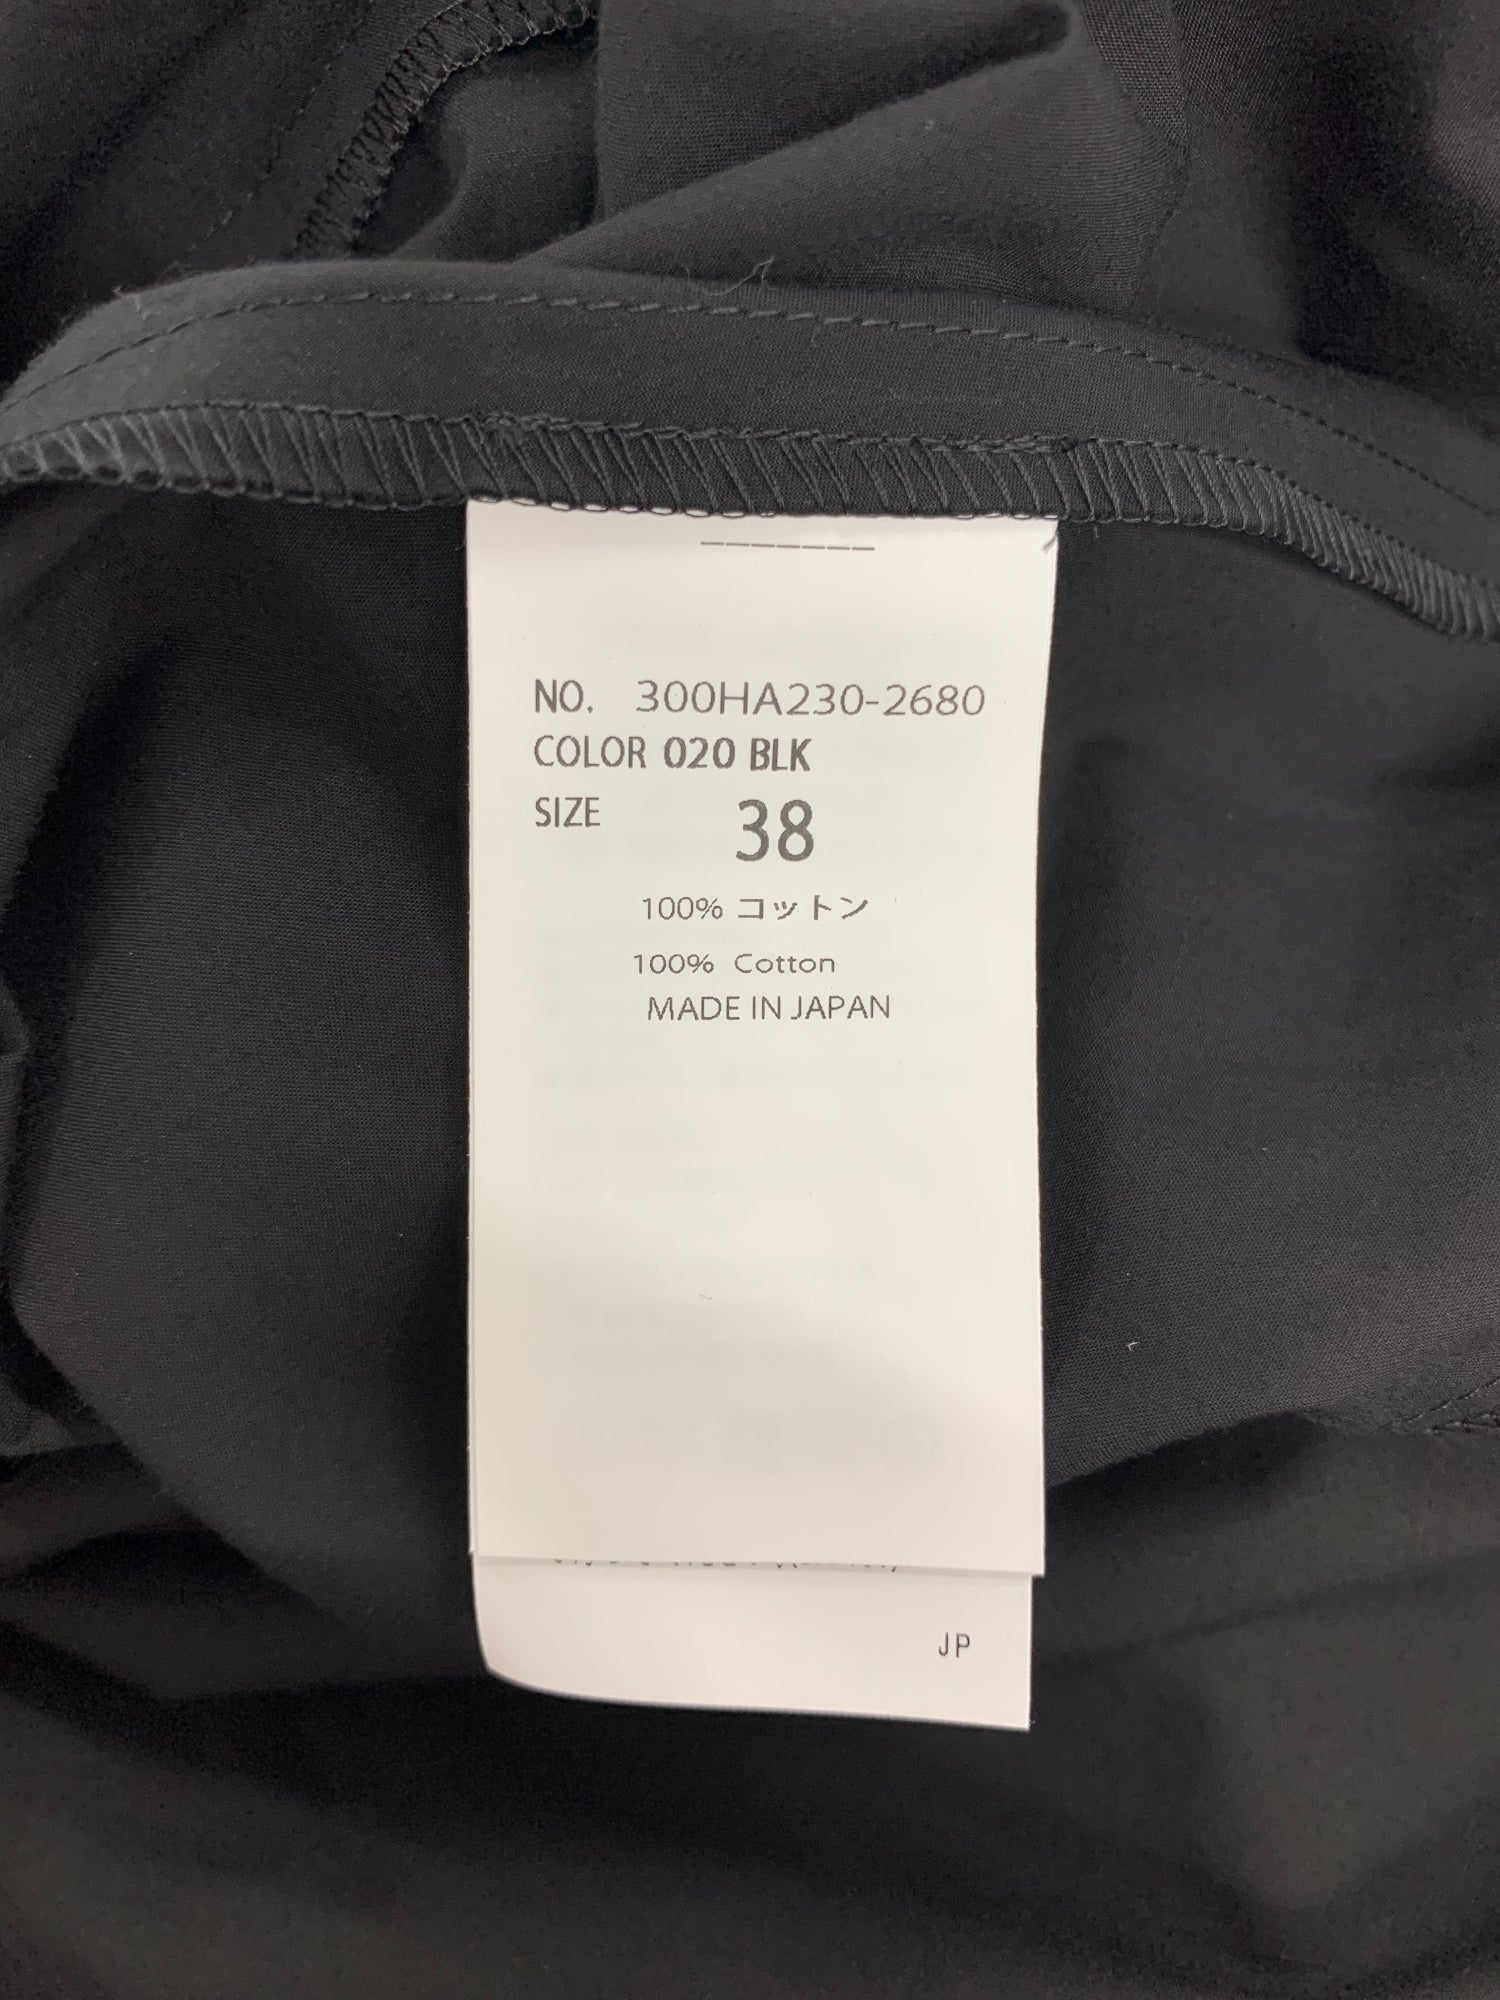 NO. 300HA230-2680
COLOR 020 BLK
SIZE 38
100% コットン
100% Cotton
MADE IN JAPAN
JP